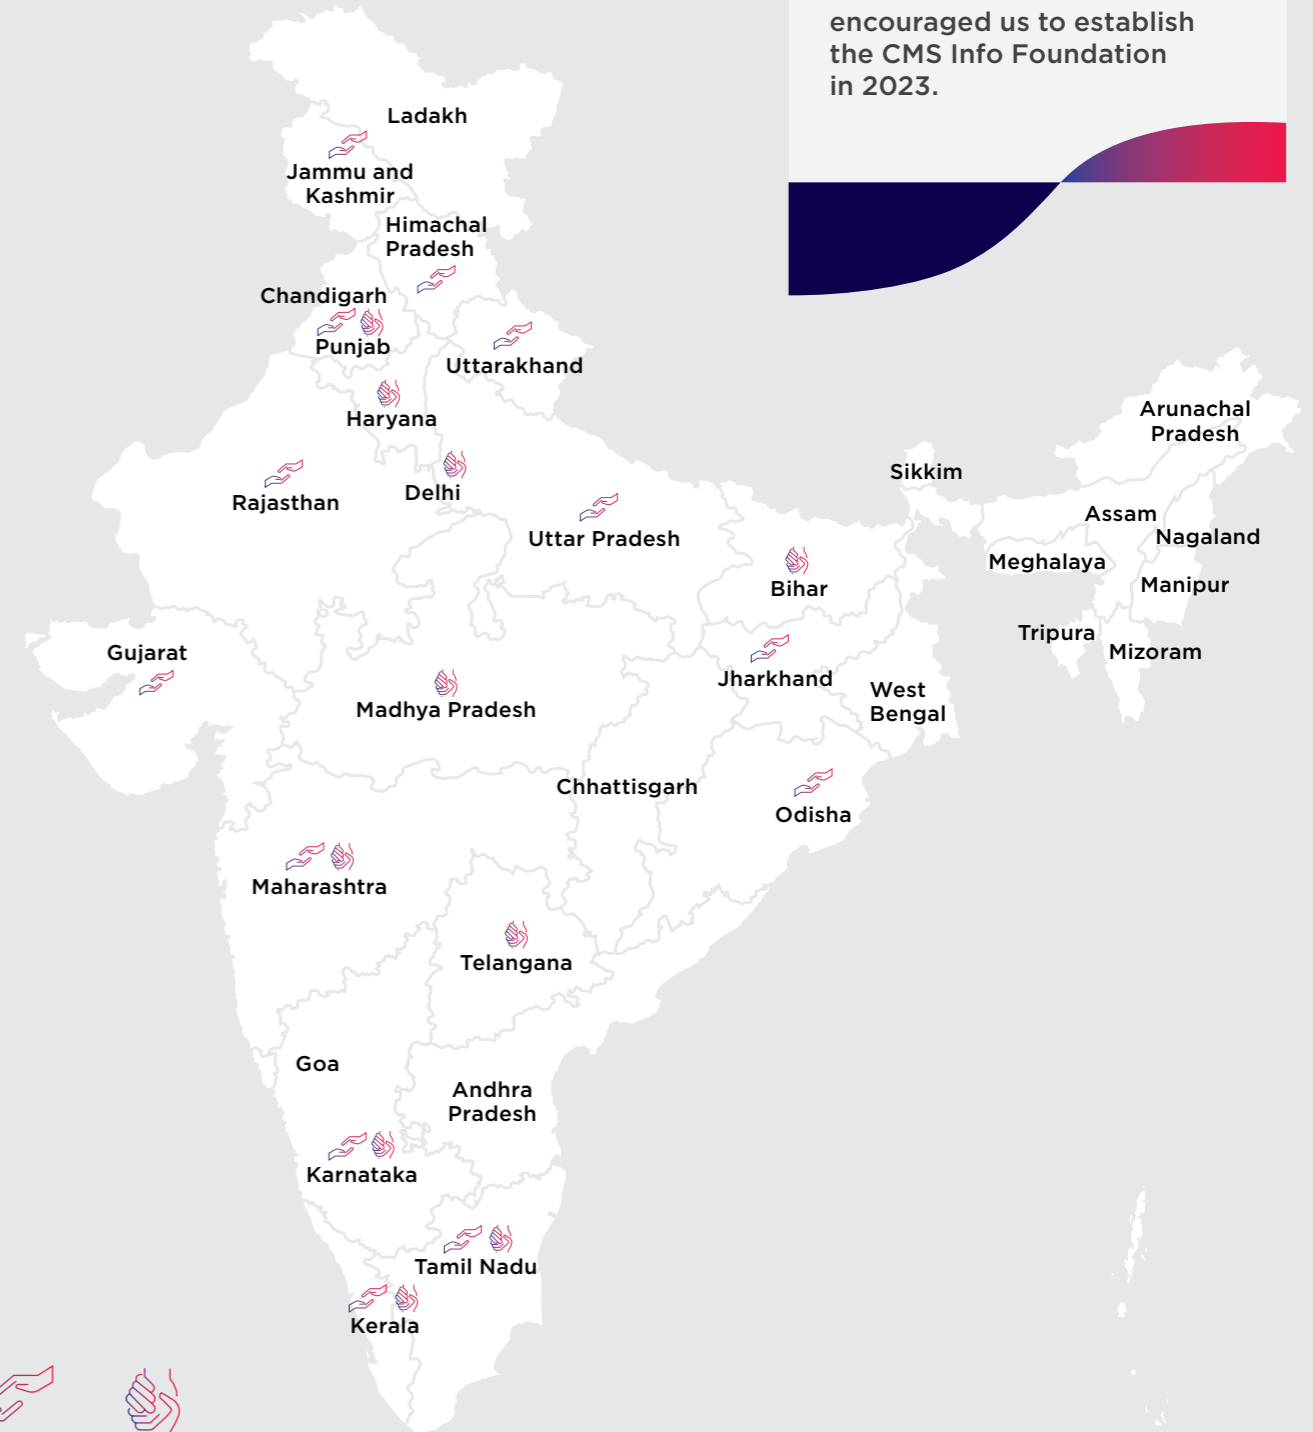 encouraged us to establish
the CMS Info Foundation
in 2023.
Ladakh
Jammu and
Kashmir
Himachal
Pradesh
Chandigarh
Punjab
Uttarakhand
Haryana
Arunachal
Pradesh
Sikkim
Rajasthan
Delhi
Assam
Uttar Pradesh
Nagaland
Meghalaya
Bihar
Manipur
Tripura
Gujarat
Mizoram
Jharkhand
West
Bengal
Madhya Pradesh
Chhattisgarh
Odisha
Maharashtra
Telangana
Goa
Andhra
Pradesh
Karnataka
Tamil Nadu
Kerala